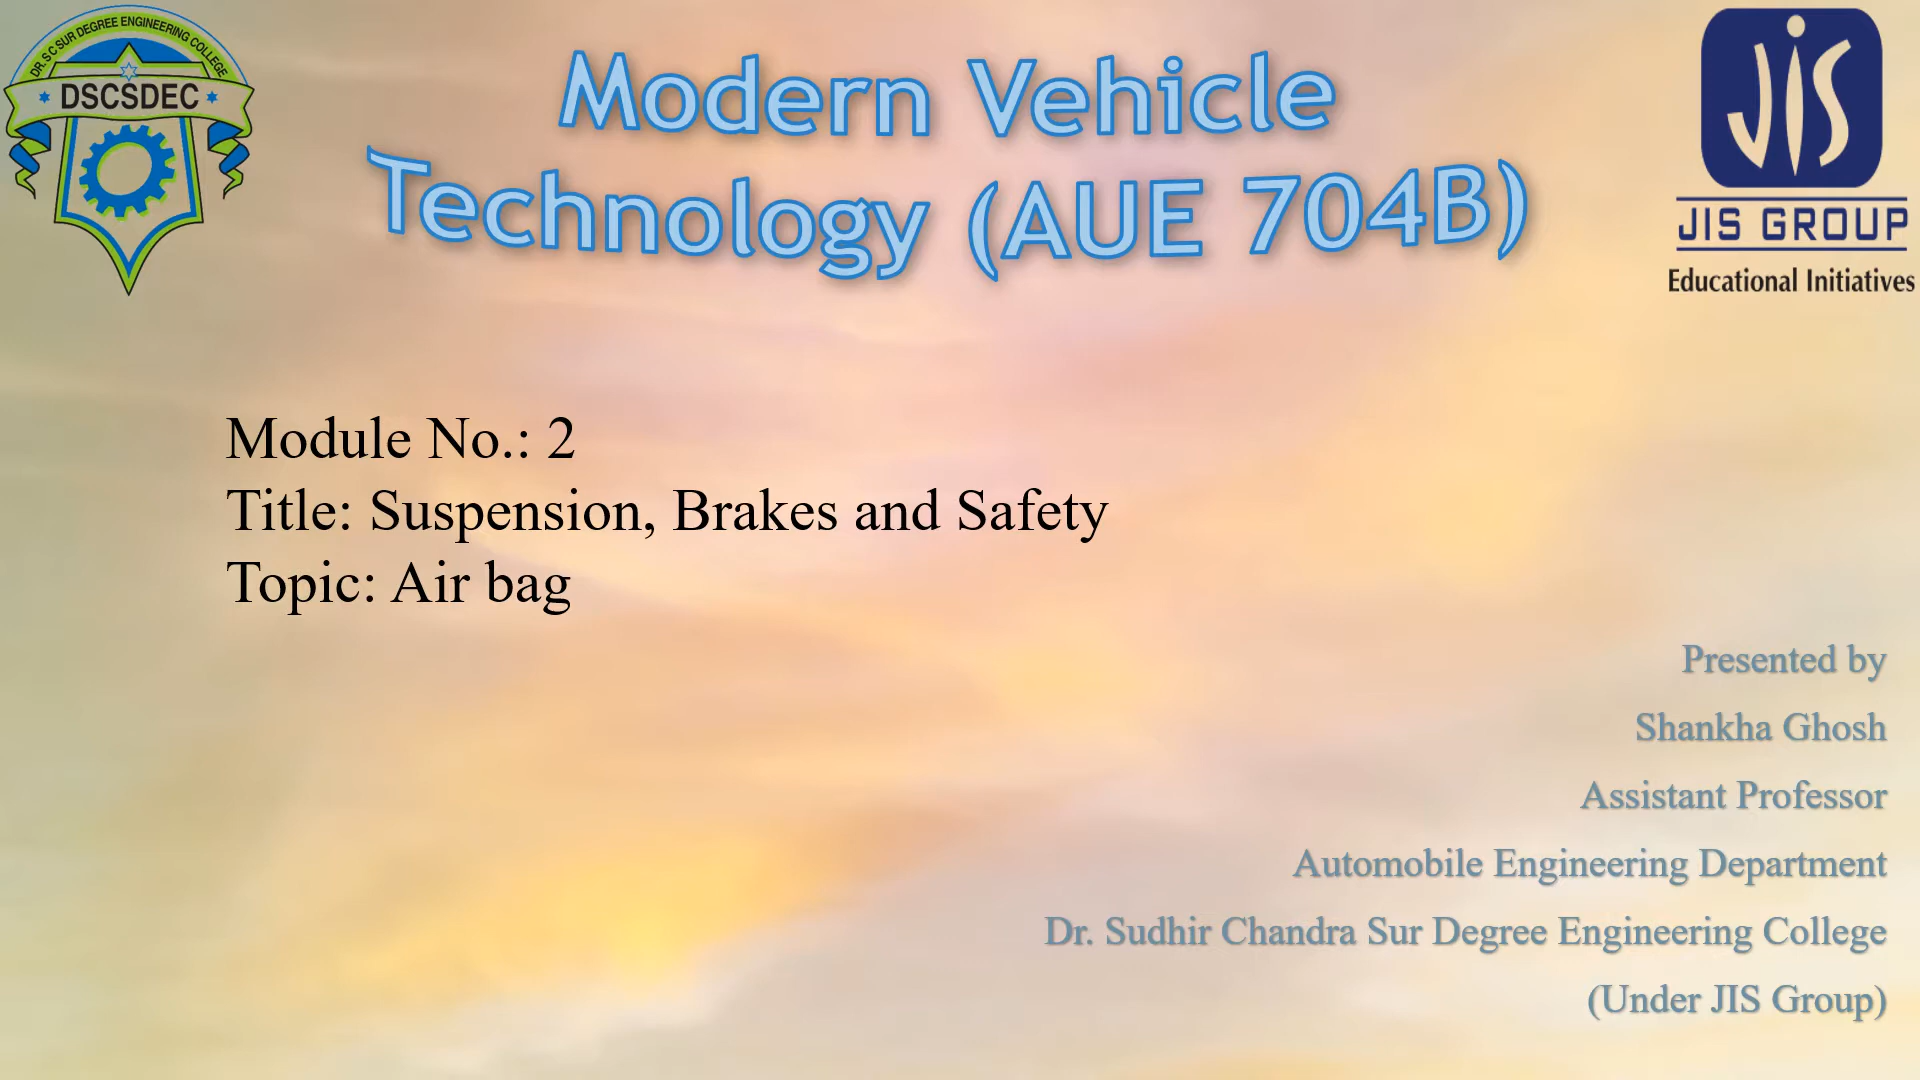 DR. S C SUR DEGREE ENGINEERING COLLEGE
DSCSDEC
Modern Vehicle
Technology (AUE 704B)
JIS
JIS GROUP
Educational Initiatives
Module No.: 2
Title: Suspension, Brakes and Safety
Topic: Air bag
Presented by
Shankha Ghosh
Assistant Professor
Automobile Engineering Department
Dr. Sudhir Chandra Sur Degree Engineering College
(Under JIS Group)